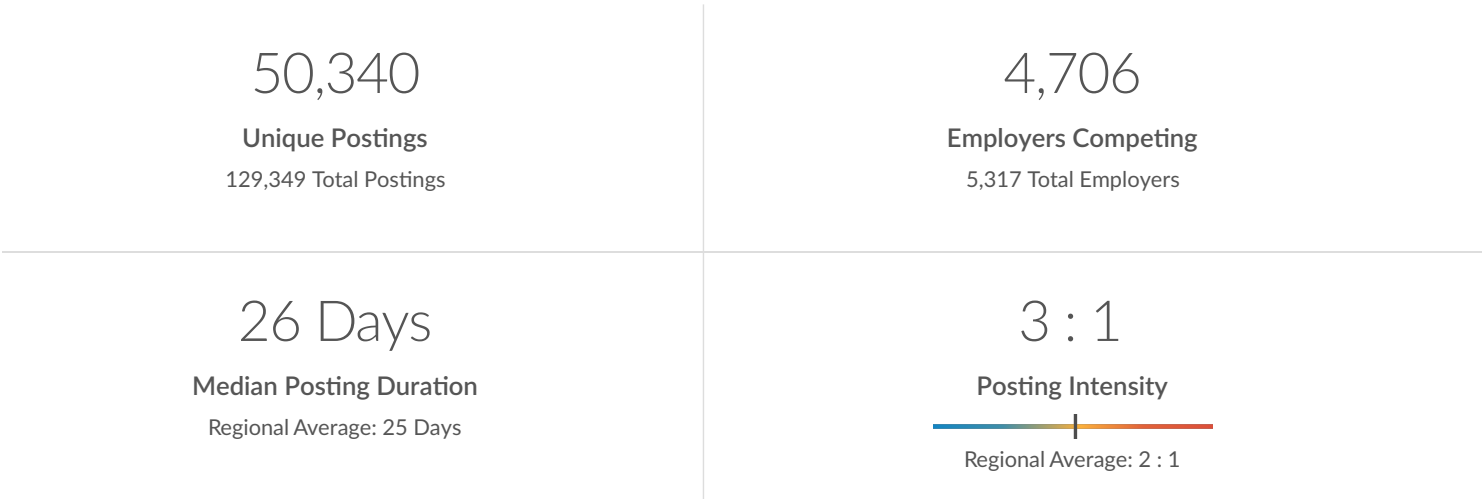 50,340
Unique Postings
129,349 Total Postings
4,706
Employers Competing
5,317 Total Employers
26 Days
Median Posting Duration
Regional Average: 25 Days
3 : 1
Posting Intensity
Regional Average: 2 : 1